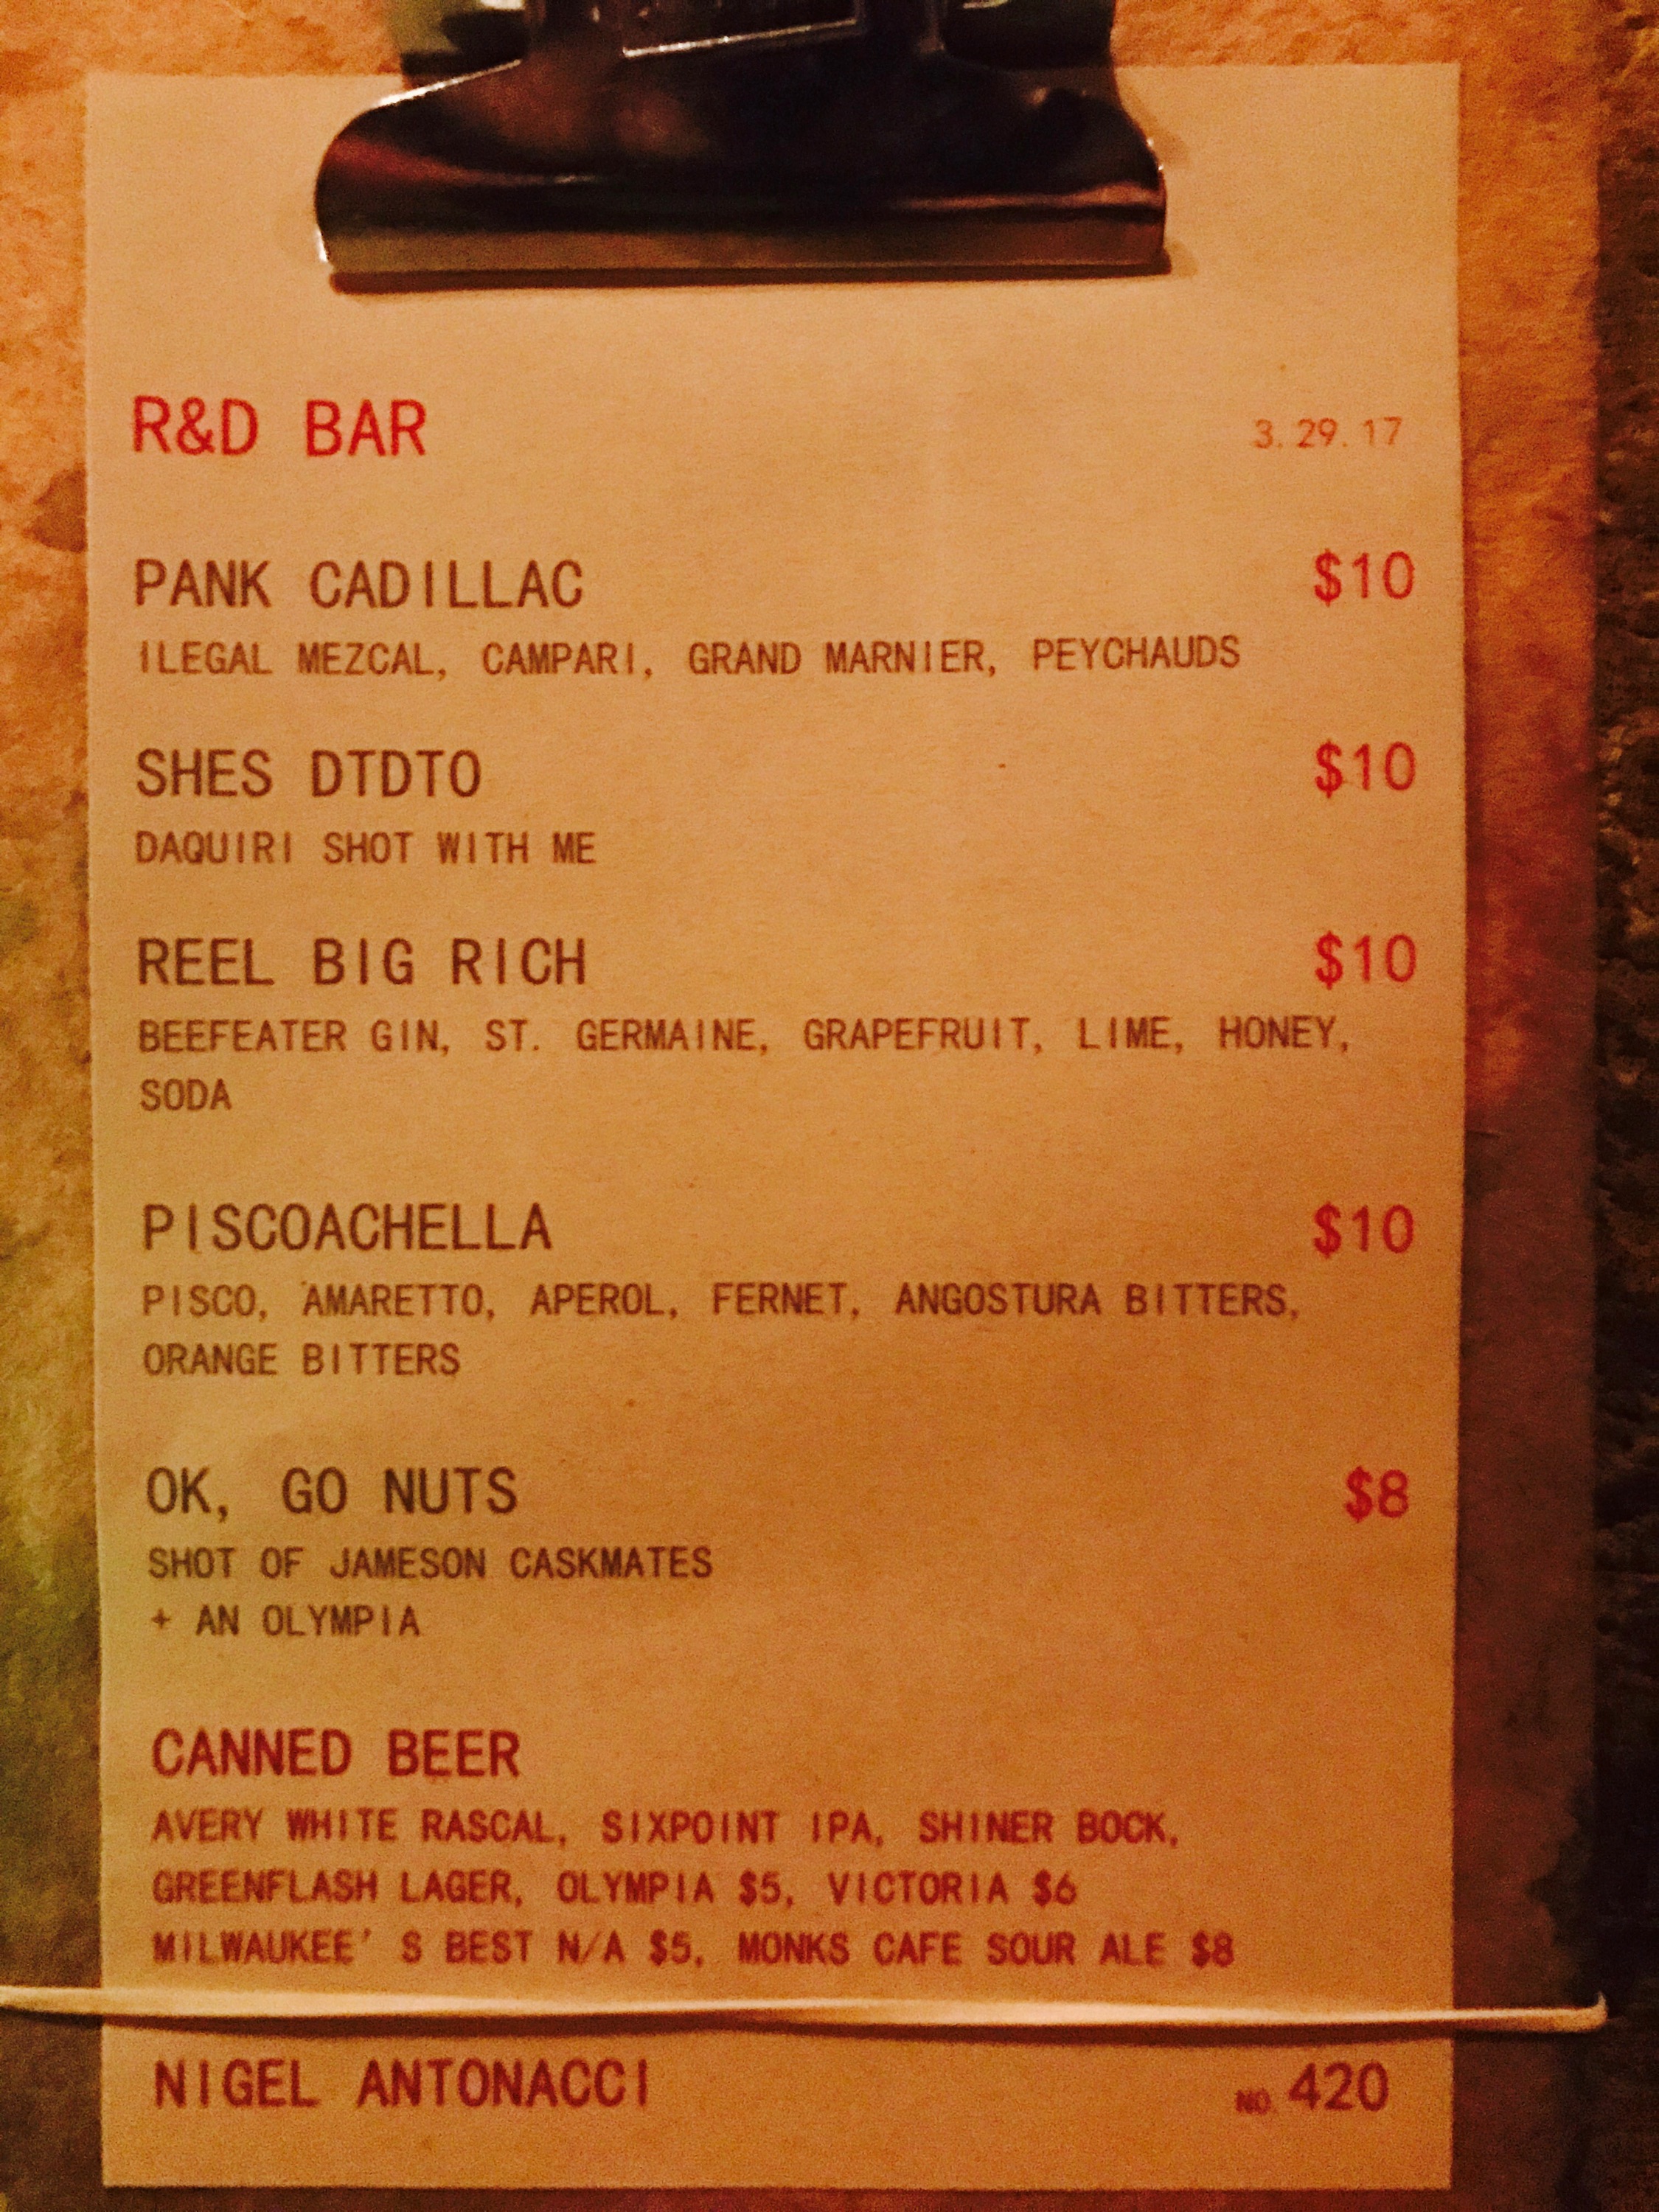 R&D BAR 3.29.17
PANK CADILLAC $10
ILEGAL MEZCAL, CAMPARI, GRAND MARNIER, PEYCHAUDS
SHES DTDTO $10
DAQUIRI SHOT WITH ME
REEL BIG RICH $10
BEEFEATER GIN, ST. GERMAINE, GRAPEFRUIT, LIME, HONEY,
SODA
PISCOACHELLA $10
PISCO, AMARETTO, APEROL, FERNET, ANGOSTURA BITTERS,
ORANGE BITTERS
OK, GO NUTS $8
SHOT OF JAMESON CASKMATES
+ AN OLYMPIA
CANNED BEER
AVERY WHITE RASCAL, SIXPOINT IPA, SHINER BOCK,
GREENFLASH LAGER, OLYMPIA $5, VICTORIA $6
MILWAUKEE'S BEST N/A $5, MONKS CAFE SOUR ALE $8
NIGEL ANTONACCI NO. 420